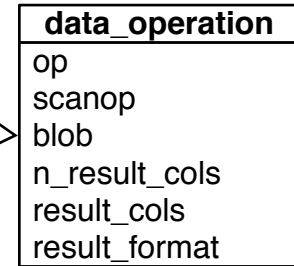 data_operation
op
scanop
blob
n_result_cols
result_cols
result_format